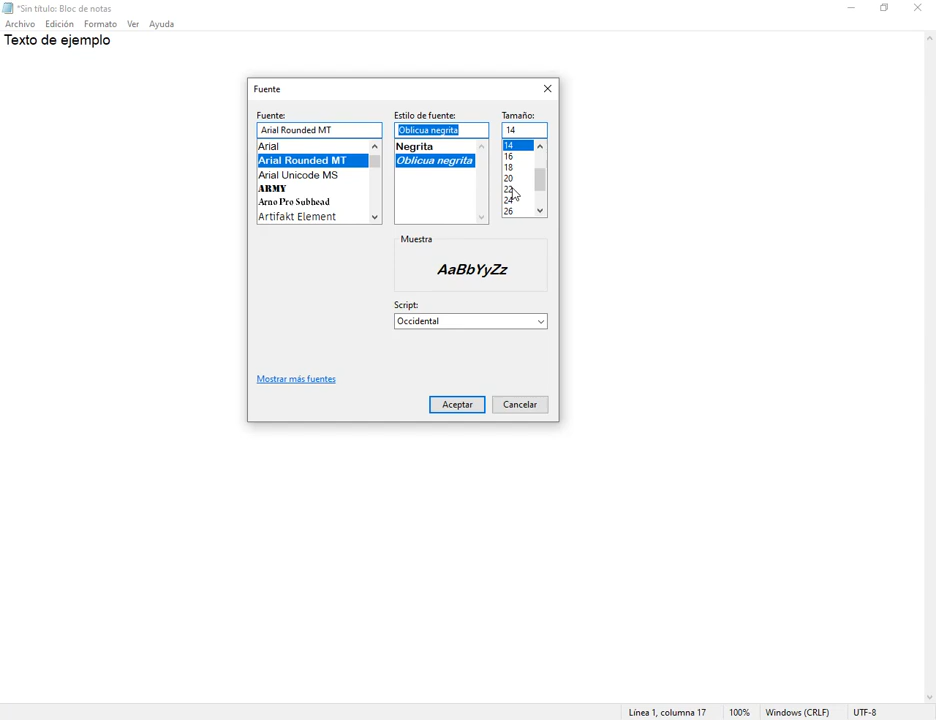 *Sin título: Bloc de notas
Archivo Edición Formato Ver Ayuda
Texto de ejemplo
Fuente
Fuente: Estilo de fuente: Tamaño:
Arial Rounded MT Oblicua negrita 14
Arial Negrita 14
Arial Rounded MT Oblicua negrita 16
Arial Unicode MS 18
ARMY 20
Arno Pro Subhead 22
Artifakt Element 24
26
Muestra
AaBbYyZz
Script:
Occidental
Mostrar más fuentes
Aceptar Cancelar
Línea 1, columna 17 100% Windows (CRLF) UTF-8